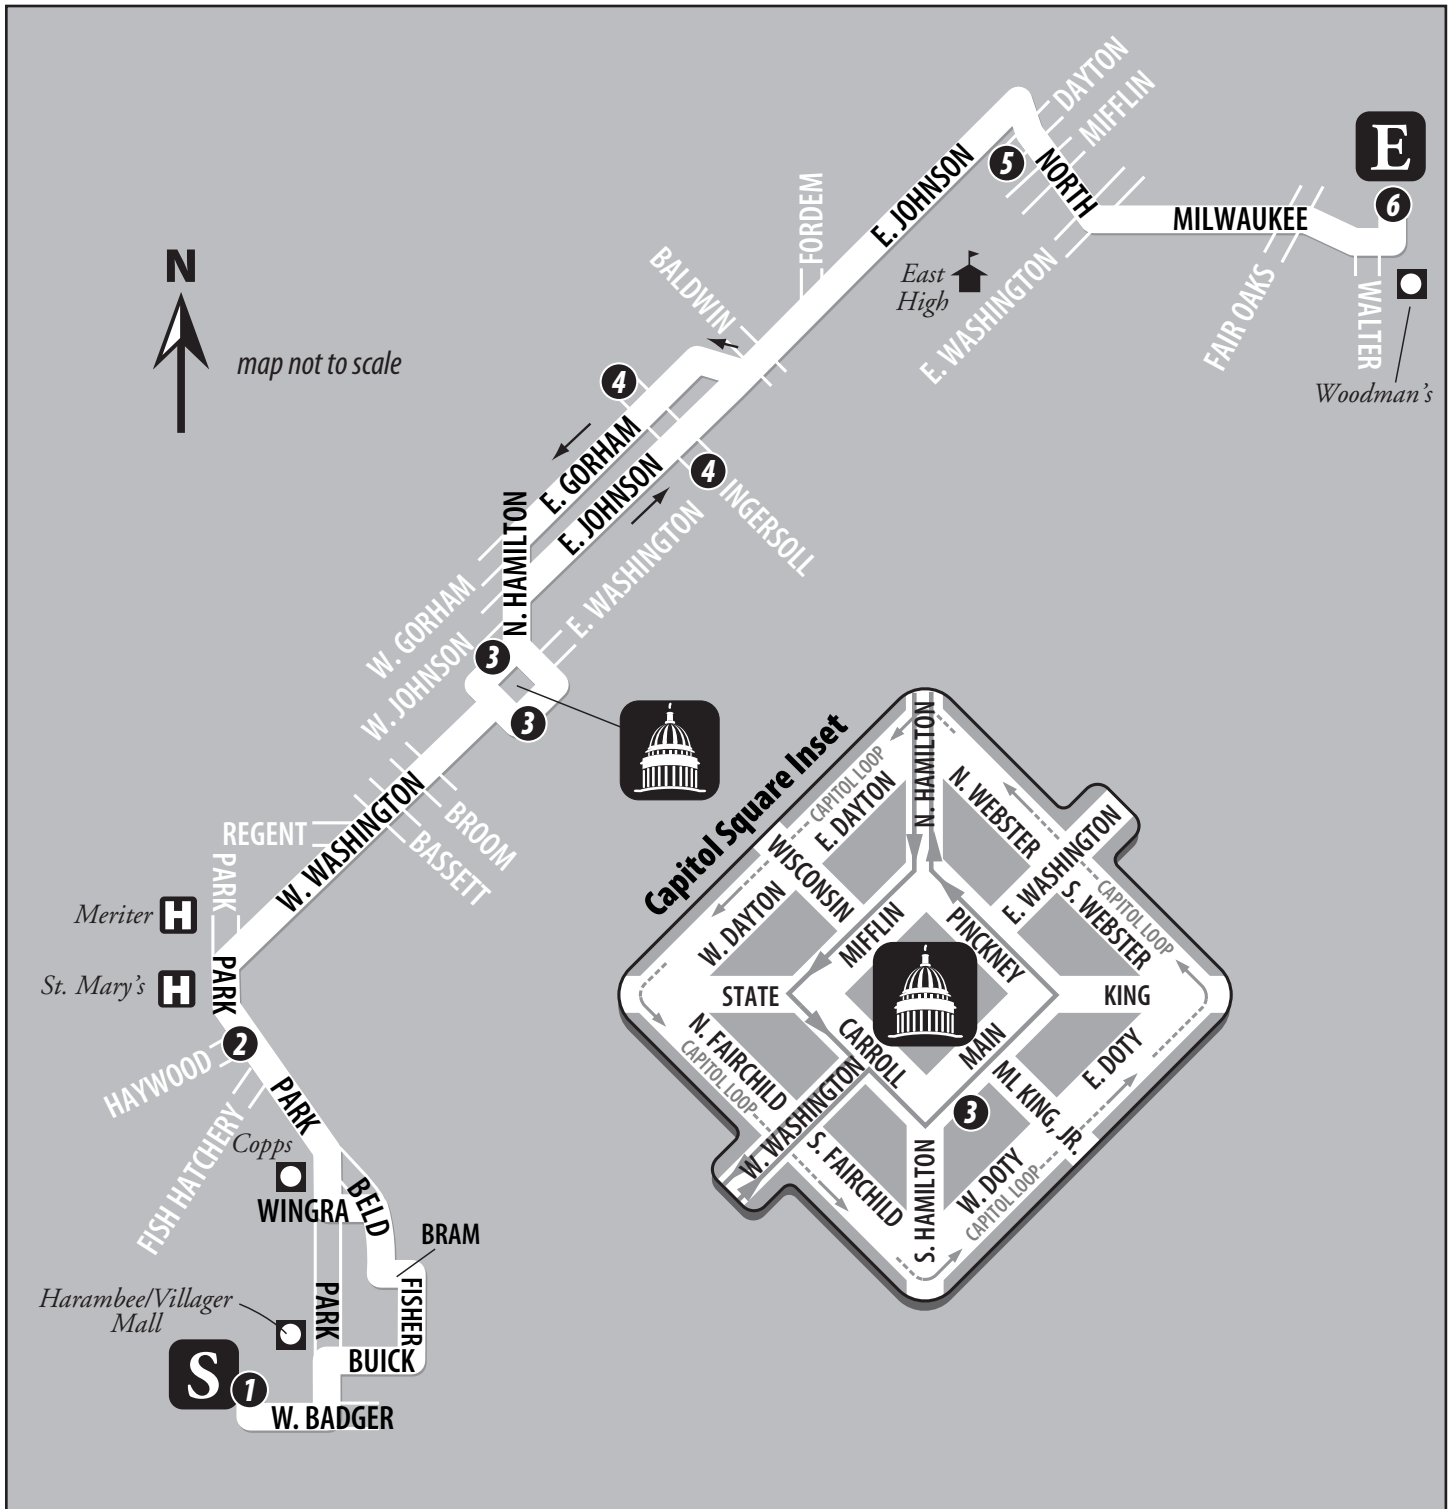 DAYTON
MIFFLIN
E
6
5
NORTH
E. JOHNSON
MILWAUKEE
FORDEM
East
High
E. WASHINGTON
FAIR OAKS
WALTER
Woodman's
BALDWIN
N
map not to scale
4
E. GORHAM
E. JOHNSON
4
INGERSOLL
N. HAMILTON
E. WASHINGTON
W. GORHAM
W. JOHNSON
3
3
BROOM
BASSETT
W. WASHINGTON
REGENT
PARK
Meriter
H
St. Mary's
H
PARK
2
HAYWOOD
PARK
FISH HATCHERY
Copps
WINGRA
BELD
BRAM
FISHER
PARK
Harambee/Villager
Mall
BUICK
S
1
W. BADGER
Capitol Square Inset
CAPITOL LOOP
N. HAMILTON
E. DAYTON
N. WEBSTER
WISCONSIN
E. WASHINGTON
W. DAYTON
MIFFLIN
PINCKNEY
S. WEBSTER
CAPITOL LOOP
STATE
KING
N. FAIRCHILD
CAPITOL LOOP
CARROLL
MAIN
E. DOTY
ML KING, JR.
3
W. WASHINGTON
S. FAIRCHILD
S. HAMILTON
W. DOTY
CAPITOL LOOP